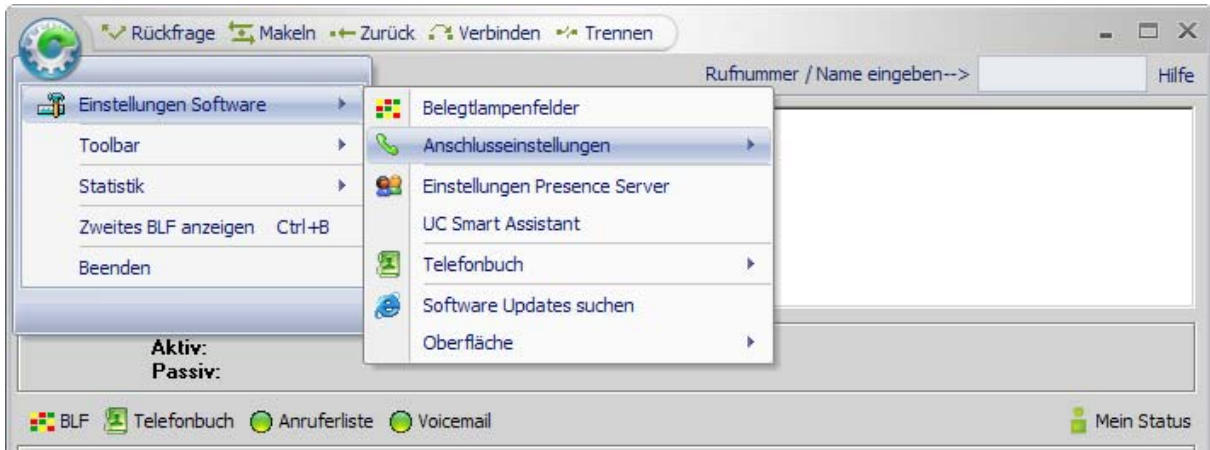 Rückfrage Makeln Zurück Verbinden Trennen
Rufnummer / Name eingeben--> Hilfe
Einstellungen Software
Toolbar
Statistik
Zweites BLF anzeigen Ctrl+B
Beenden
Belegtlampenfelder
Anschlusseinstellungen
Einstellungen Presence Server
UC Smart Assistant
Telefonbuch
Software Updates suchen
Oberfläche
Aktiv:
Passiv:
BLF Telefonbuch Anruferliste Voicemail Mein Status